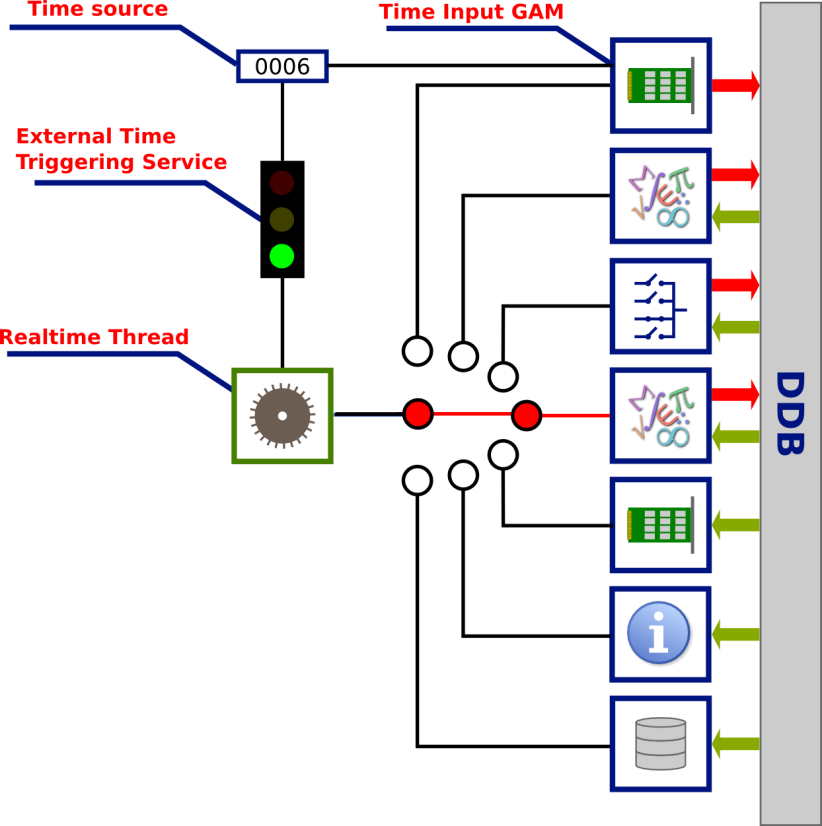 Time source
Time Input GAM
0006
External Time
Triggering Service
Realtime Thread
DDB